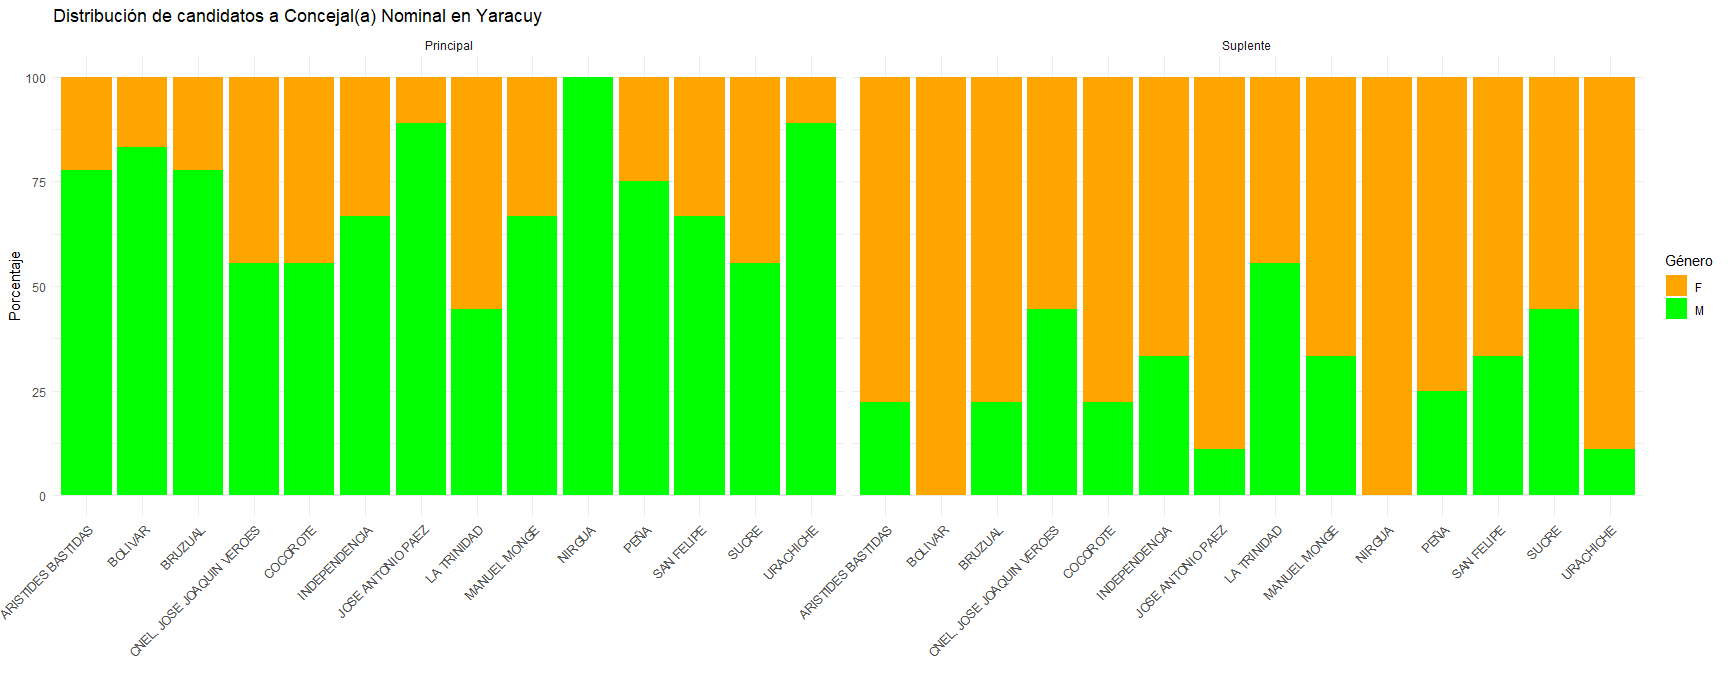 Distribución de candidatos a Concejal(a) Nominal en Yaracuy
Principal
Suplente
Porcentaje
100
75
50
25
0
ARISTIDES BASTIDAS
BOLIVAR
BRUZUAL
CNEL. JOSE JOAQUIN VEROES
COCOROTE
INDEPENDENCIA
JOSE ANTONIO PAEZ
LA TRINIDAD
MANUEL MONGE
NIRGUA
PEÑA
SAN FELIPE
SUCRE
URACHICHE
ARISTIDES BASTIDAS
BOLIVAR
BRUZUAL
CNEL. JOSE JOAQUIN VEROES
COCOROTE
INDEPENDENCIA
JOSE ANTONIO PAEZ
LA TRINIDAD
MANUEL MONGE
NIRGUA
PEÑA
SAN FELIPE
SUCRE
URACHICHE
Género
F
M